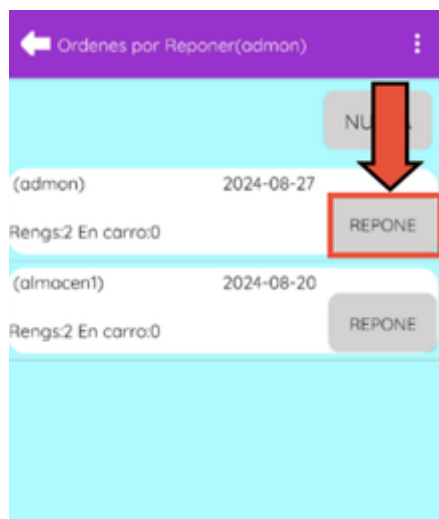 Ordenes por Reponer(admon)
(admon) 2024-08-27
Rengs:2 En carro:0 REPONE
(almacen1) 2024-08-20
Rengs:2 En carro:0 REPONE